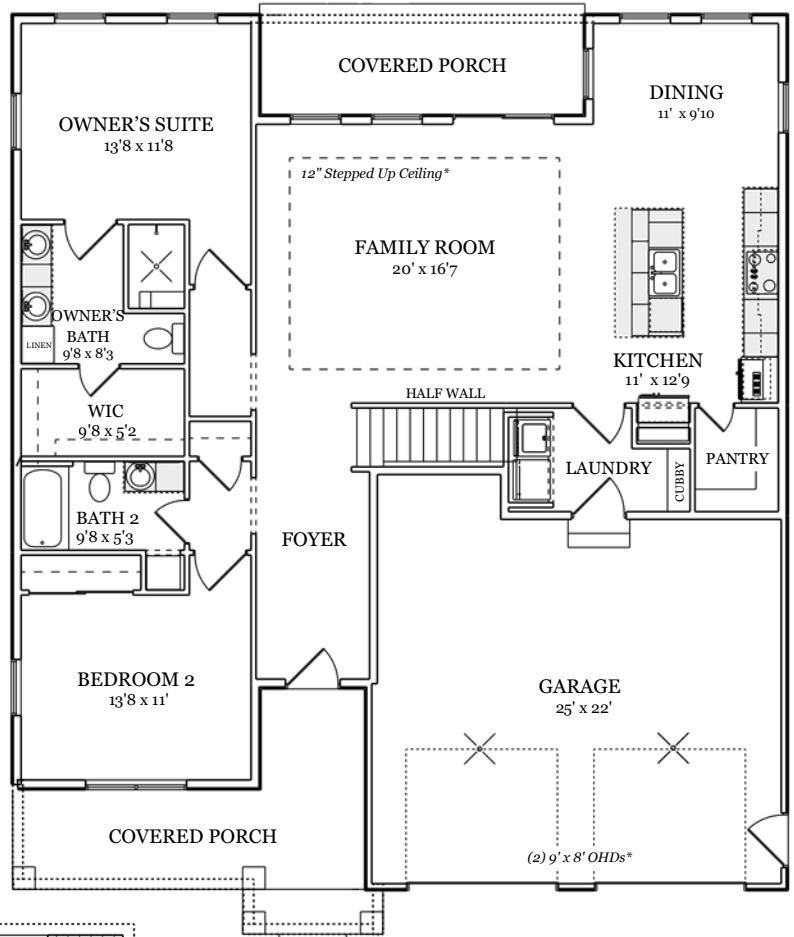 COVERED PORCH
DINING
11' x 9'10
OWNER'S SUITE
13'8 x 11'8
12" Stepped Up Ceiling*
FAMILY ROOM
20' x 16'7
OWNER'S
BATH
9'8 x 8'3
LINEN
KITCHEN
11' x 12'9
HALF WALL
WIC
9'8 x 5'2
LAUNDRY
CUBBY
PANTRY
BATH 2
9'8 x 5'3
FOYER
BEDROOM 2
13'8 x 11'
GARAGE
25' x 22'
COVERED PORCH
(2) 9' x 8' OHDs*